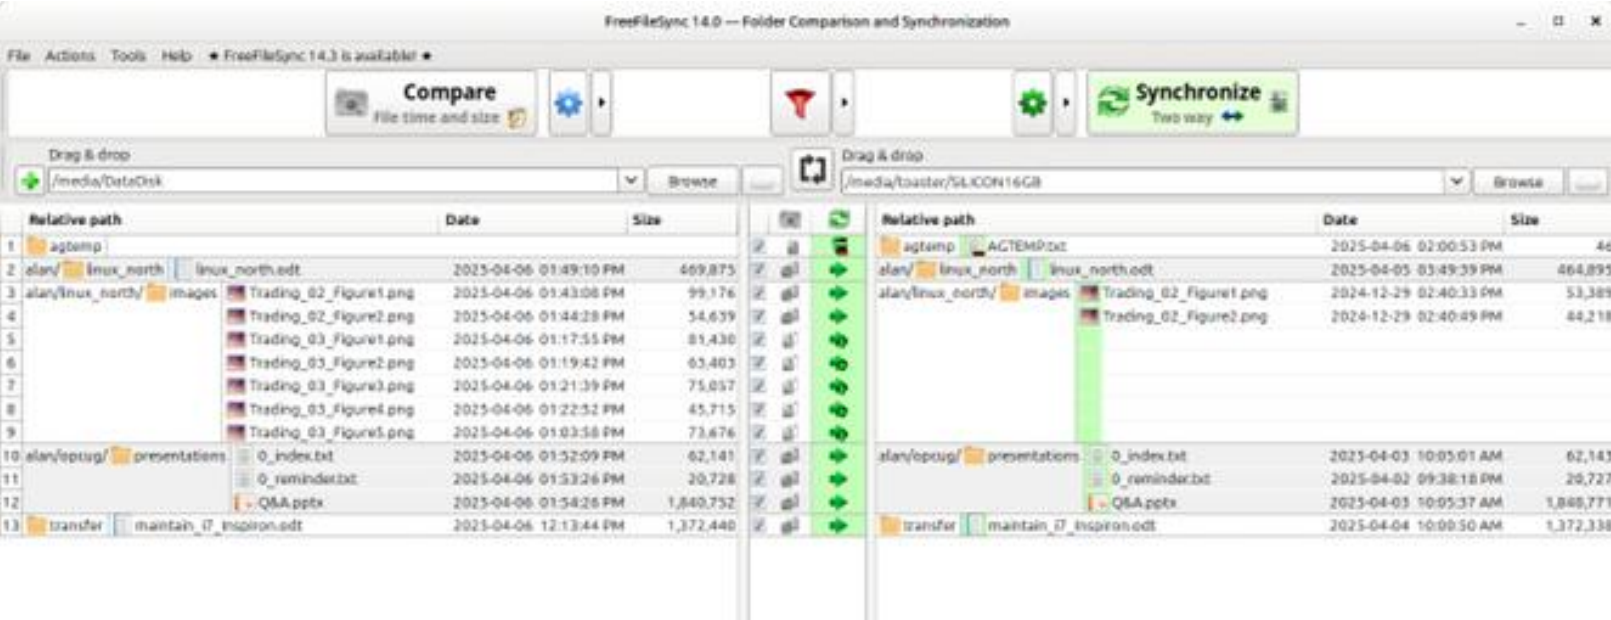 FreeFileSync 14.0 — Folder Comparison and Synchronization
File Actions Tools Help ★ FreeFileSync 14.3 is available! ★
Compare
File time and size
Synchronize
Two way
Drag & drop
/media/DataDisk Browse
Drag & drop
/media/toaster/SILICON16GB Browse
Relative path Date Size Relative path Date Size
1 agtemp agtemp AGTEMP.txt 2025-04-06 02:00:53 PM 46
2 alan/ linux_north linux_north.odt 2025-04-06 01:49:10 PM 469,875 alan/ linux_north linux_north.odt 2025-04-05 03:49:39 PM 464,895
3 alan/linux_north/ images Trading_02_Figure1.png 2025-04-06 01:43:08 PM 99,176 alan/linux_north/ images Trading_02_Figure1.png 2024-12-29 02:40:33 PM 53,389
4 Trading_02_Figure2.png 2025-04-06 01:44:28 PM 54,639 Trading_02_Figure2.png 2024-12-29 02:40:49 PM 44,218
5 Trading_03_Figure1.png 2025-04-06 01:17:55 PM 81,430
6 Trading_03_Figure2.png 2025-04-06 01:19:42 PM 63,403
7 Trading_03_Figure3.png 2025-04-06 01:21:39 PM 75,057
8 Trading_03_Figure4.png 2025-04-06 01:22:52 PM 45,715
9 Trading_03_Figure5.png 2025-04-06 01:03:58 PM 73,676
10 alan/opcug/ presentations 0_index.txt 2025-04-06 01:52:09 PM 62,141 alan/opcug/ presentations 0_index.txt 2025-04-03 10:05:01 AM 62,143
11 0_reminder.txt 2025-04-06 01:53:26 PM 20,728 0_reminder.txt 2025-04-02 09:38:18 PM 20,727
12 Q&A.pptx 2025-04-06 01:54:26 PM 1,840,752 Q&A.pptx 2025-04-03 10:05:37 AM 1,840,771
13 transfer maintain_i7_Inspiron.odt 2025-04-06 12:13:44 PM 1,372,440 transfer maintain_i7_Inspiron.odt 2025-04-04 10:00:50 AM 1,372,338